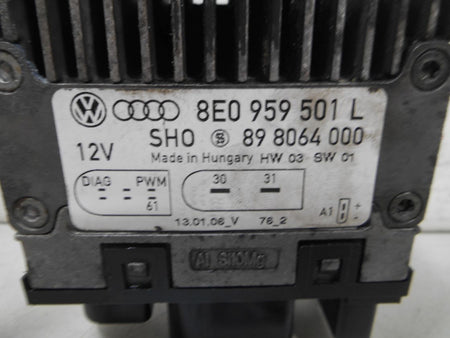 8E0 959 501 L
12V SHO 89 8064 000
Made in Hungary HW 03 SW 01
DIAG PWM 30 31
61
A1 + -
13.01.06_V 76_2